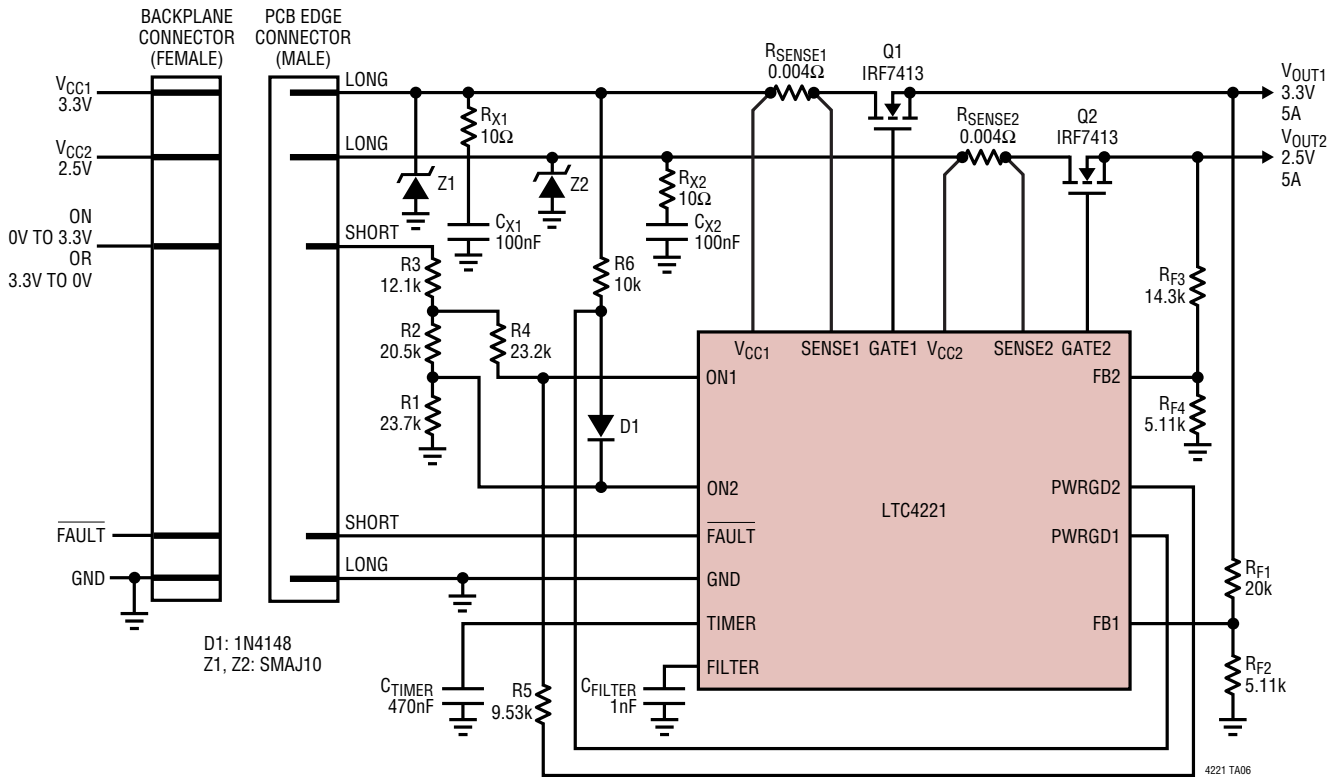 BACKPLANE
CONNECTOR
(FEMALE)
PCB EDGE
CONNECTOR
(MALE)
VCC1
3.3V
VCC2
2.5V
ON
0V TO 3.3V
OR
3.3V TO 0V
FAULT
GND
LONG
LONG
SHORT
SHORT
LONG
Z1
RX1
10Ω
CX1
100nF
Z2
RX2
10Ω
CX2
100nF
RSENSE1
0.004Ω
Q1
IRF7413
RSENSE2
0.004Ω
Q2
IRF7413
VOUT1
3.3V
5A
VOUT2
2.5V
5A
R3
12.1k
R2
20.5k
R1
23.7k
R4
23.2k
R6
10k
D1
RF3
14.3k
RF4
5.11k
RF1
20k
RF2
5.11k
VCC1
SENSE1
GATE1
VCC2
SENSE2
GATE2
ON1
ON2
FAULT
GND
TIMER
FILTER
LTC4221
FB2
PWRGD2
PWRGD1
FB1
CTIMER
470nF
R5
9.53k
CFILTER
1nF
D1: 1N4148
Z1, Z2: SMAJ10
4221 TA06